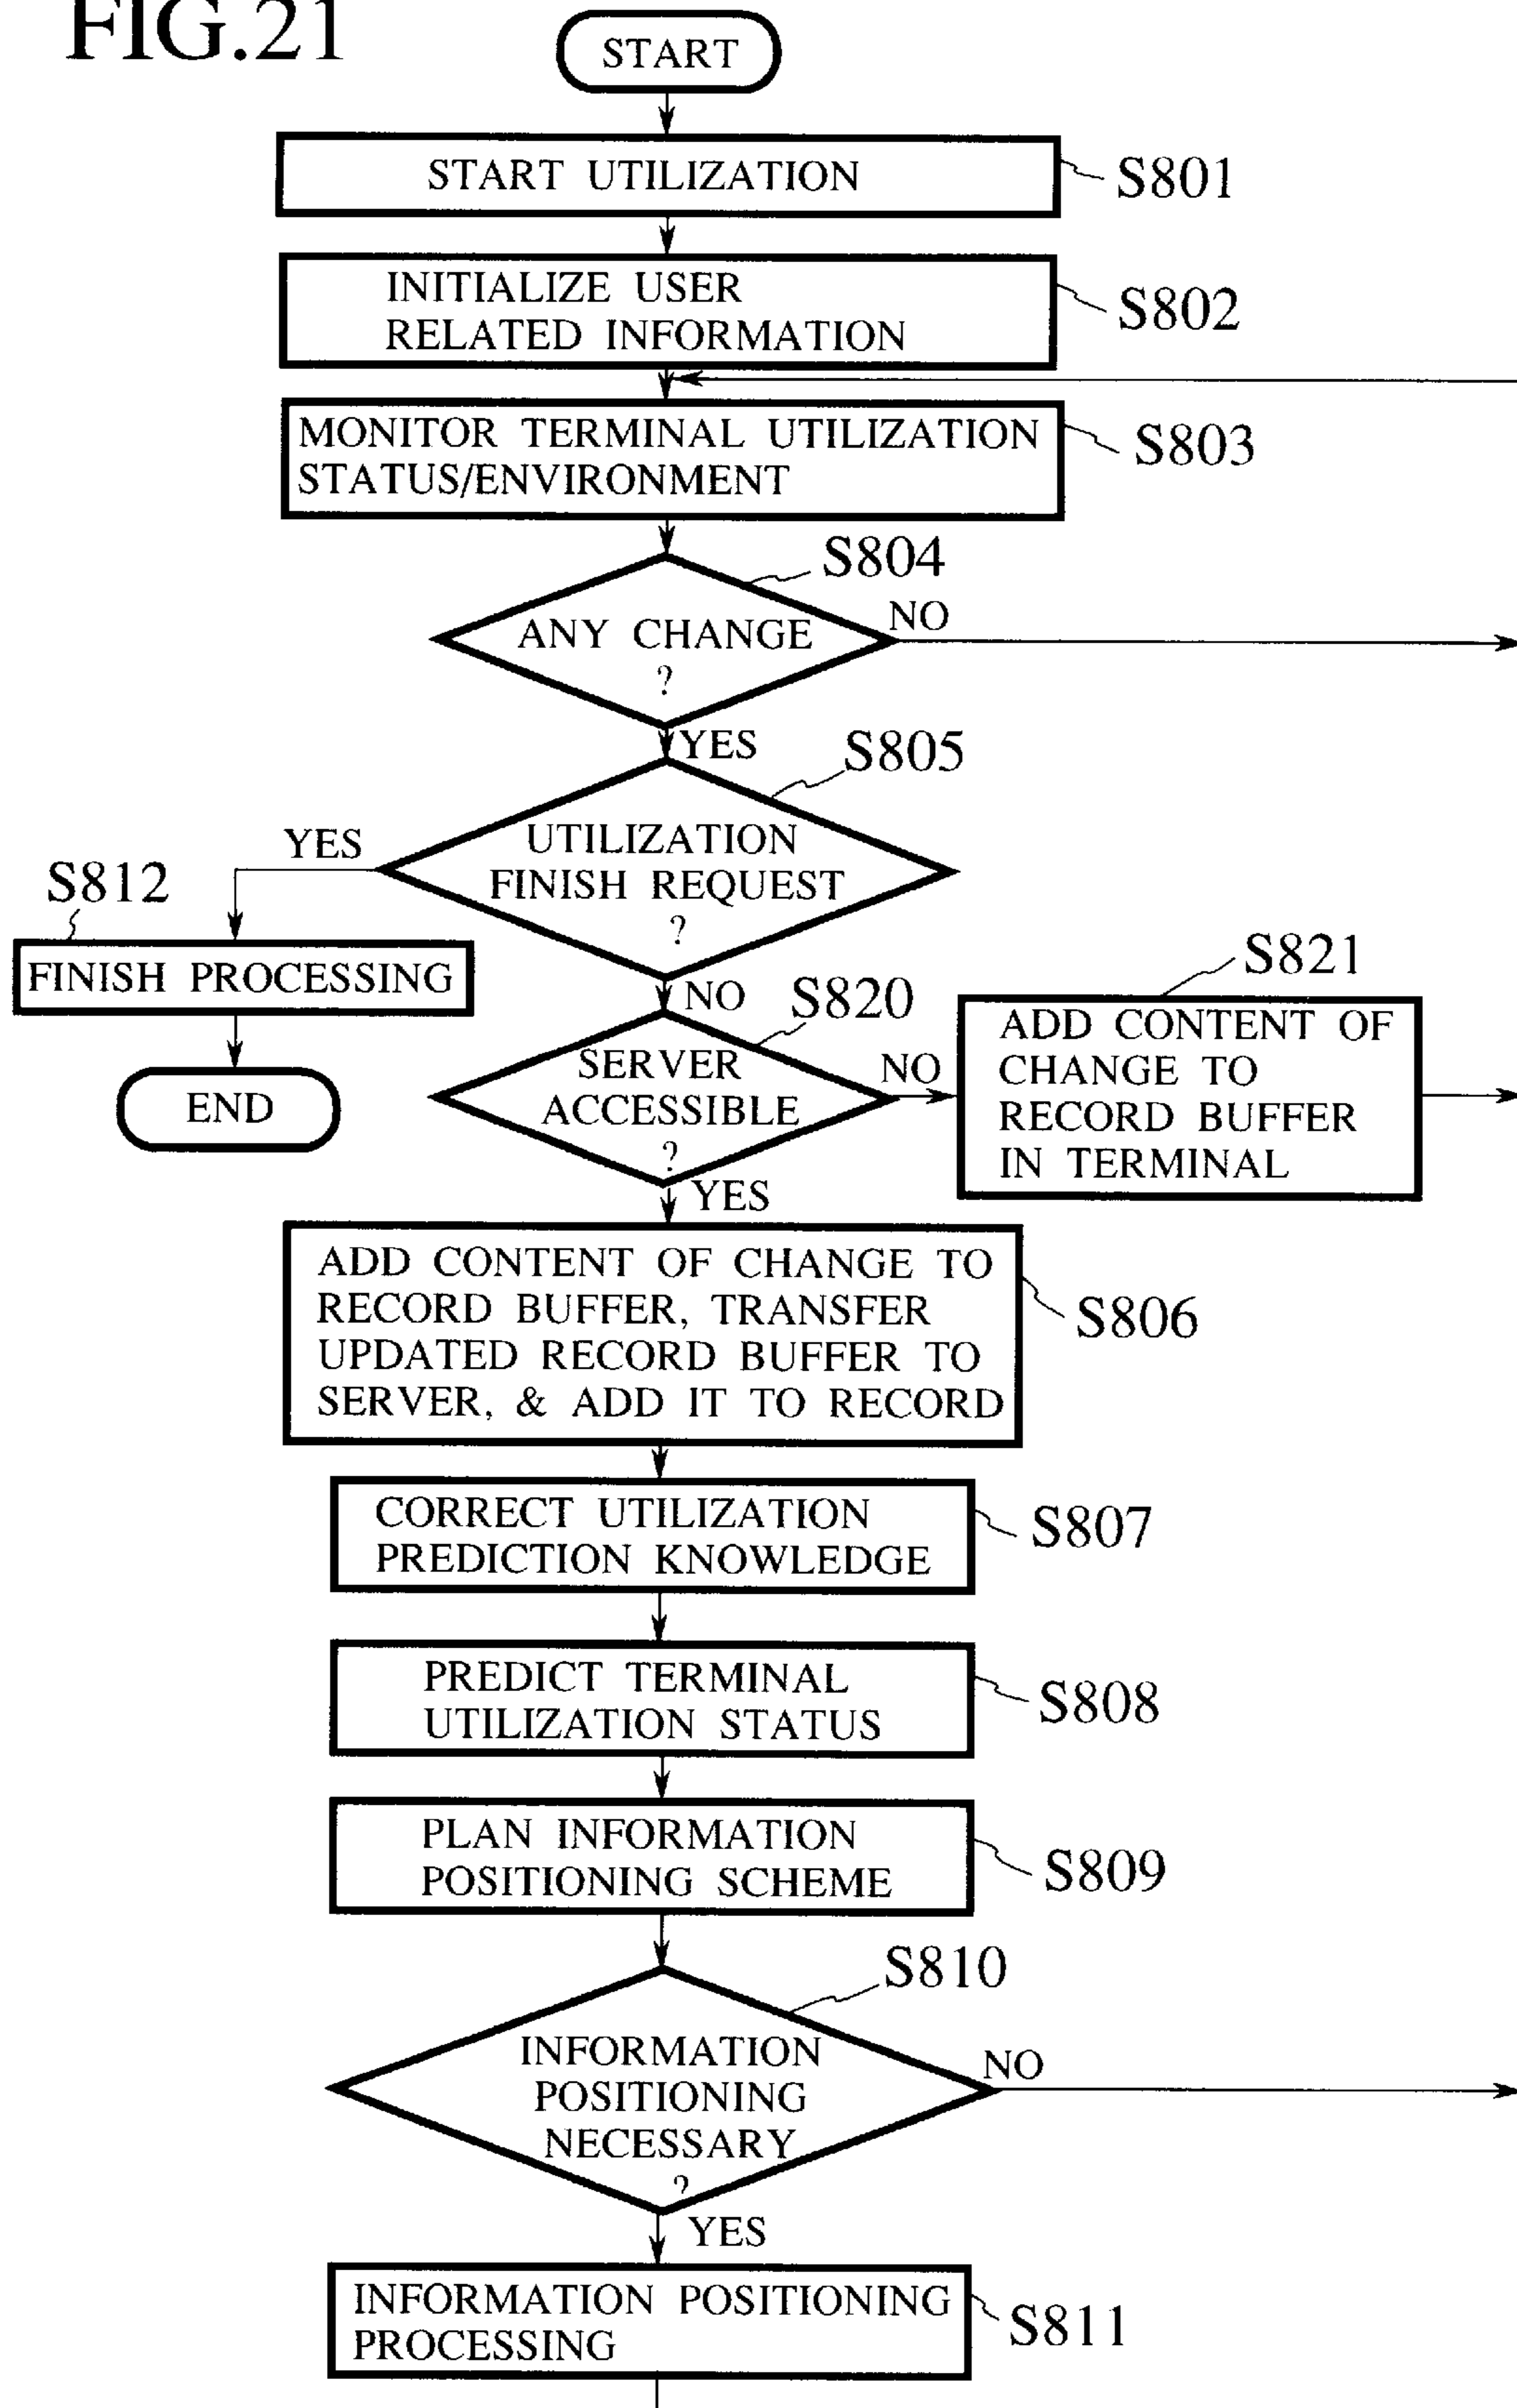 FIG.21
START
START UTILIZATION
S801
INITIALIZE USER
RELATED INFORMATION
S802
MONITOR TERMINAL UTILIZATION
STATUS/ENVIRONMENT
S803
S804
ANY CHANGE
?
NO
YES
S805
UTILIZATION
FINISH REQUEST
?
YES
S812
FINISH PROCESSING
END
NO
S820
SERVER
ACCESSIBLE
?
NO
S821
ADD CONTENT OF
CHANGE TO
RECORD BUFFER
IN TERMINAL
YES
ADD CONTENT OF CHANGE TO
RECORD BUFFER, TRANSFER
UPDATED RECORD BUFFER TO
SERVER, & ADD IT TO RECORD
S806
CORRECT UTILIZATION
PREDICTION KNOWLEDGE
S807
PREDICT TERMINAL
UTILIZATION STATUS
S808
PLAN INFORMATION
POSITIONING SCHEME
S809
S810
INFORMATION
POSITIONING
NECESSARY
?
NO
YES
INFORMATION POSITIONING
PROCESSING
S811